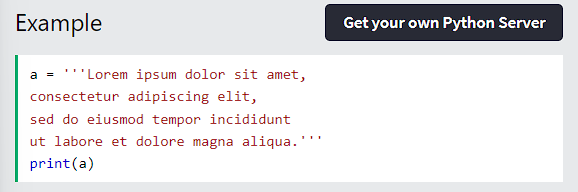 Example
Get your own Python Server
a = '''Lorem ipsum dolor sit amet,
consectetur adipiscing elit,
sed do eiusmod tempor incididunt
ut labore et dolore magna aliqua.'''
print(a)